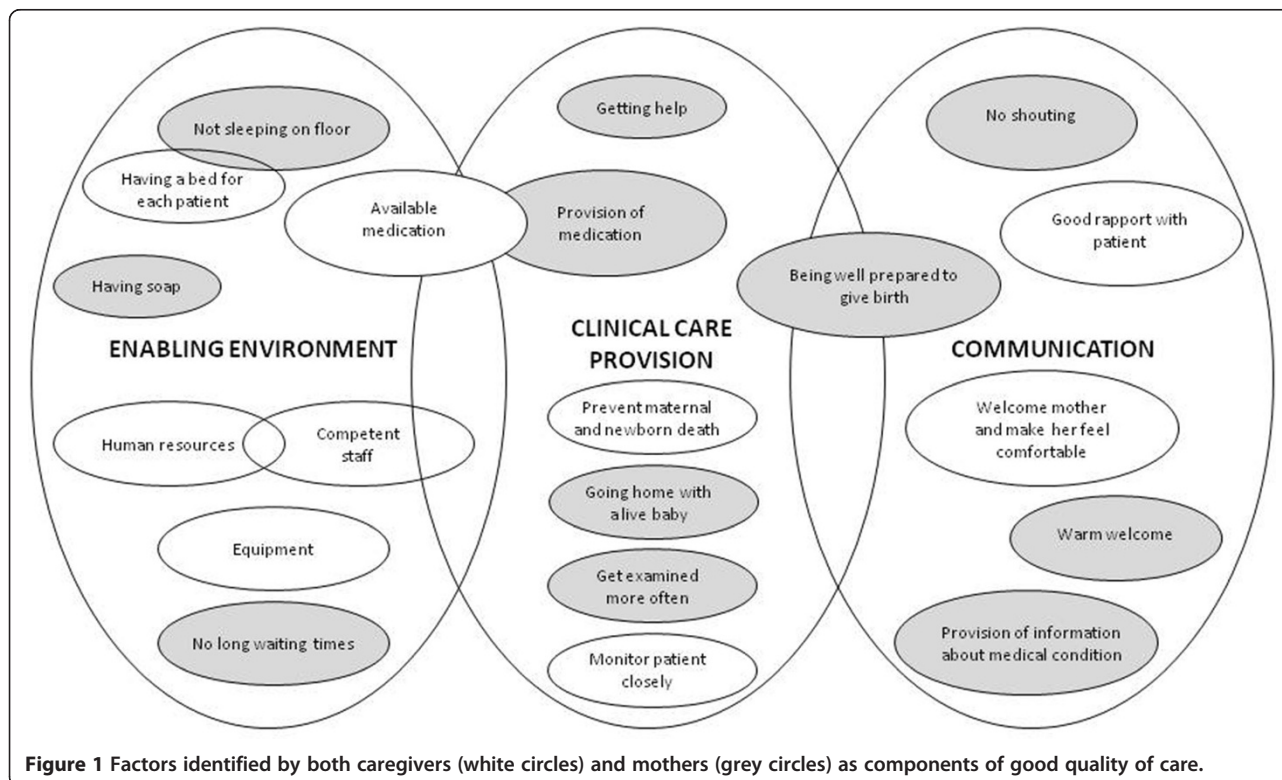 Not sleeping on floor
Having a bed for
each patient
Available
medication
Having soap
ENABLING ENVIRONMENT
Human resources
Competent
staff
Equipment
No long waiting times
Getting help
Provision of
medication
Being well prepared to
give birth
CLINICAL CARE
PROVISION
Prevent maternal
and newborn death
Going home with
alive baby
Get examined
more often
Monitor patient
closely
No shouting
Good rapport with
patient
COMMUNICATION
Welcome mother
and make her feel
comfortable
Warm welcome
Provision of information
about medical condition
Figure 1 Factors identified by both caregivers (white circles) and mothers (grey circles) as components of good quality of care.